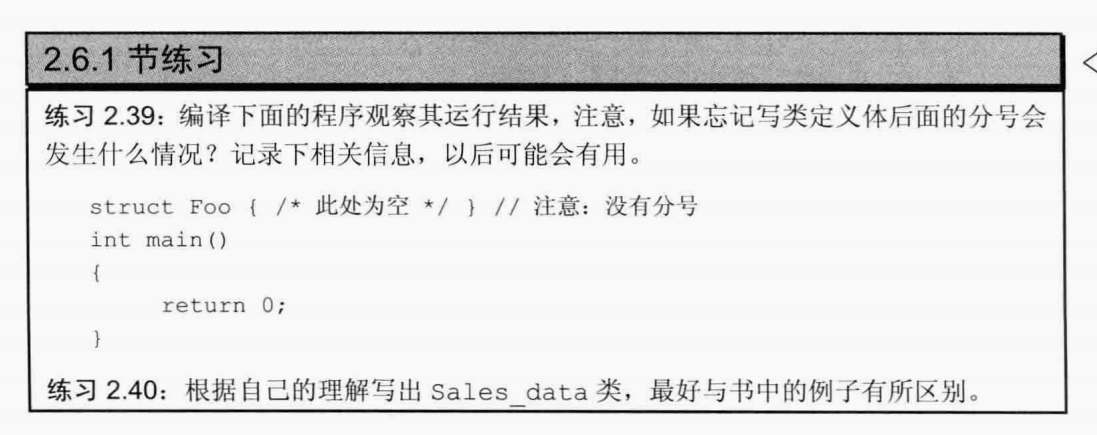 2.6.1 节练习
练习 2.39：编译下面的程序观察其运行结果，注意，如果忘记写类定义体后面的分号会
发生什么情况？记录下相关信息，以后可能会有用。
struct Foo { /* 此处为空 */ } // 注意：没有分号
int main()
{
return 0;
}
练习 2.40：根据自己的理解写出 Sales_data 类，最好与书中的例子有所区别。